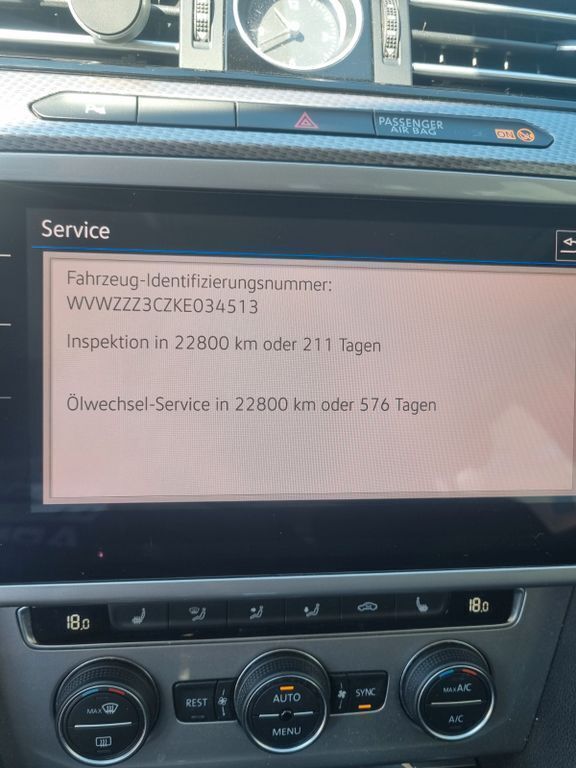 PASSENGER
AIR BAG
ON
Service
Fahrzeug-Identifizierungsnummer:
WVWZZZ3CZKE034513
Inspektion in 22800 km oder 211 Tagen
Ölwechsel-Service in 22800 km oder 576 Tagen
18.0
18.0
MAX
REST
AUTO
MENU
SYNC
MAX A/C
A/C